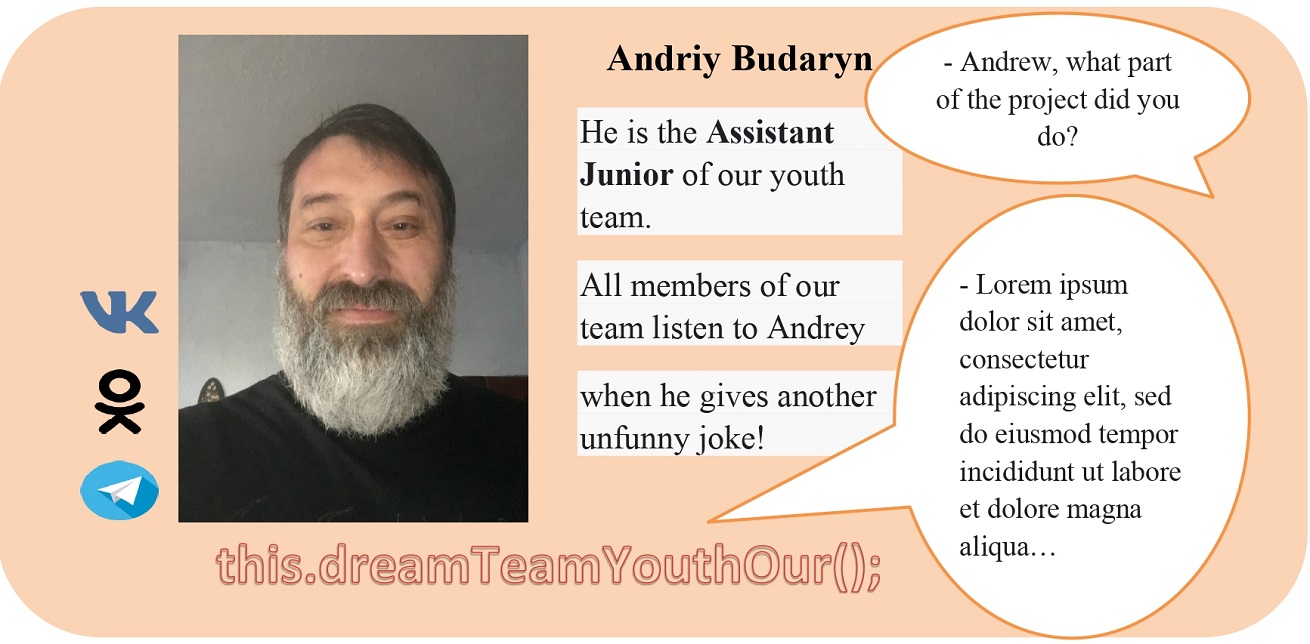 Andriy Budaryn
He is the Assistant
Junior of our youth
team.
All members of our
team listen to Andrey
when he gives another
unfunny joke!
- Andrew, what part
of the project did you
do?
- Lorem ipsum
dolor sit amet,
consectetur
adipiscing elit, sed
do eiusmod tempor
incididunt ut labore
et dolore magna
aliqua…
this.dreamTeamYouthOur();